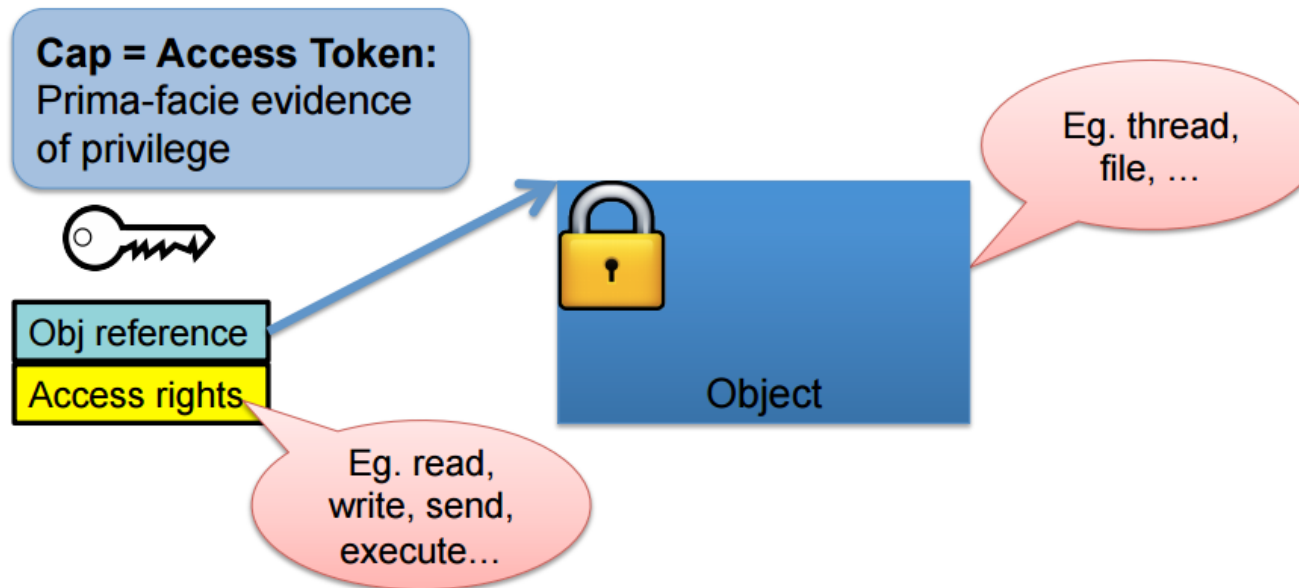 Cap = Access Token:
Prima-facie evidence
of privilege
Eg. thread,
file, …
Obj reference
Access rights
Object
Eg. read,
write, send,
execute…